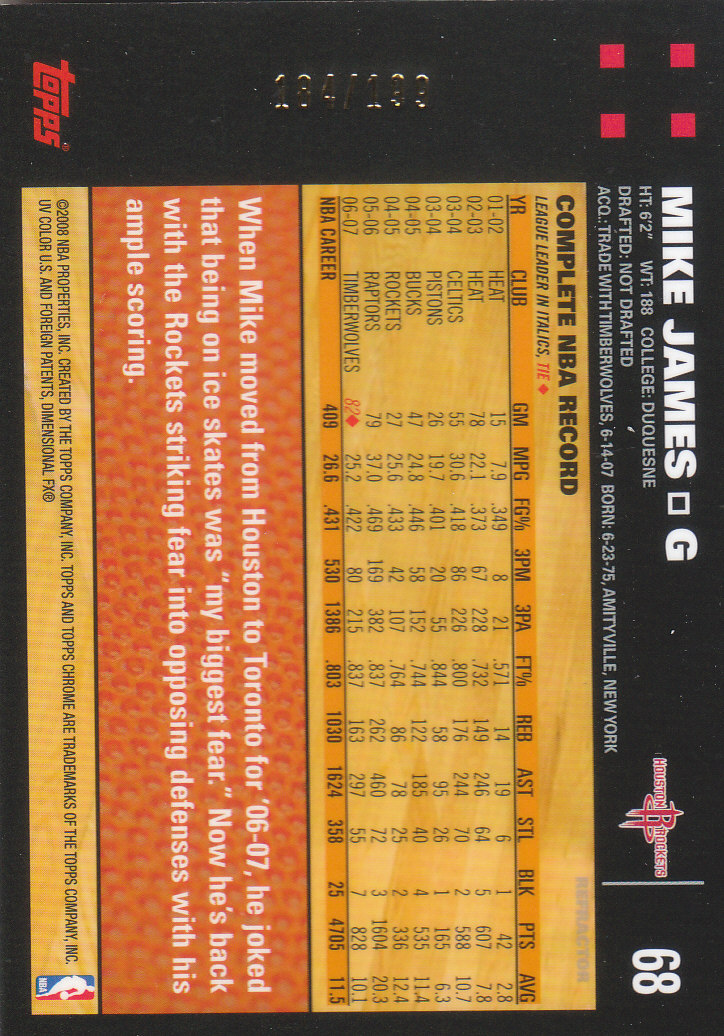 MIKE JAMES □ G
68
HT: 6'2" WT: 188 COLLEGE: DUQUESNE
DRAFTED: NOT DRAFTED
ACQ.: TRADE WITH TIMBERWOLVES, 6-14-07 BORN: 6-23-75, AMITYVILLE, NEW YORK
HOUSTON ROCKETS
REFRACTOR
COMPLETE NBA RECORD
LEAGUE LEADER IN ITALICS, TIE ♦
YR CLUB GM MPG FG% 3PM 3PA FT% REB AST STL BLK PTS AVG
01-02 HEAT 15 7.9 .349 8 21 .571 14 19 6 1 42 2.8
02-03 HEAT 78 22.1 .373 67 228 .732 149 246 64 5 607 7.8
03-04 CELTICS 55 30.6 .418 86 226 .800 176 244 70 2 588 10.7
03-04 PISTONS 26 19.7 .401 20 55 .844 58 95 26 1 165 6.3
04-05 BUCKS 47 24.8 .446 58 152 .744 122 185 40 4 535 11.4
04-05 ROCKETS 27 25.6 .433 42 107 .764 86 78 25 2 336 12.4
05-06 RAPTORS 79 37.0 .469 169 382 .837 262 460 72 3 1604 20.3
06-07 TIMBERWOLVES 82♦ 25.2 .422 80 215 .837 163 297 55 7 828 10.1
NBA CAREER 409 26.6 .431 530 1386 .803 1030 1624 358 25 4705 11.5
When Mike moved from Houston to Toronto for '06-07, he joked
that being on ice skates was "my biggest fear." Now he's back
with the Rockets striking fear into opposing defenses with his
ample scoring.
©2008 NBA PROPERTIES, INC. CREATED BY THE TOPPS COMPANY, INC. TOPPS AND TOPPS CHROME ARE TRADEMARKS OF THE TOPPS COMPANY, INC.
UV COLOR U.S. AND FOREIGN PATENTS, DIMENSIONAL FX®
NBA
topps®
184/199